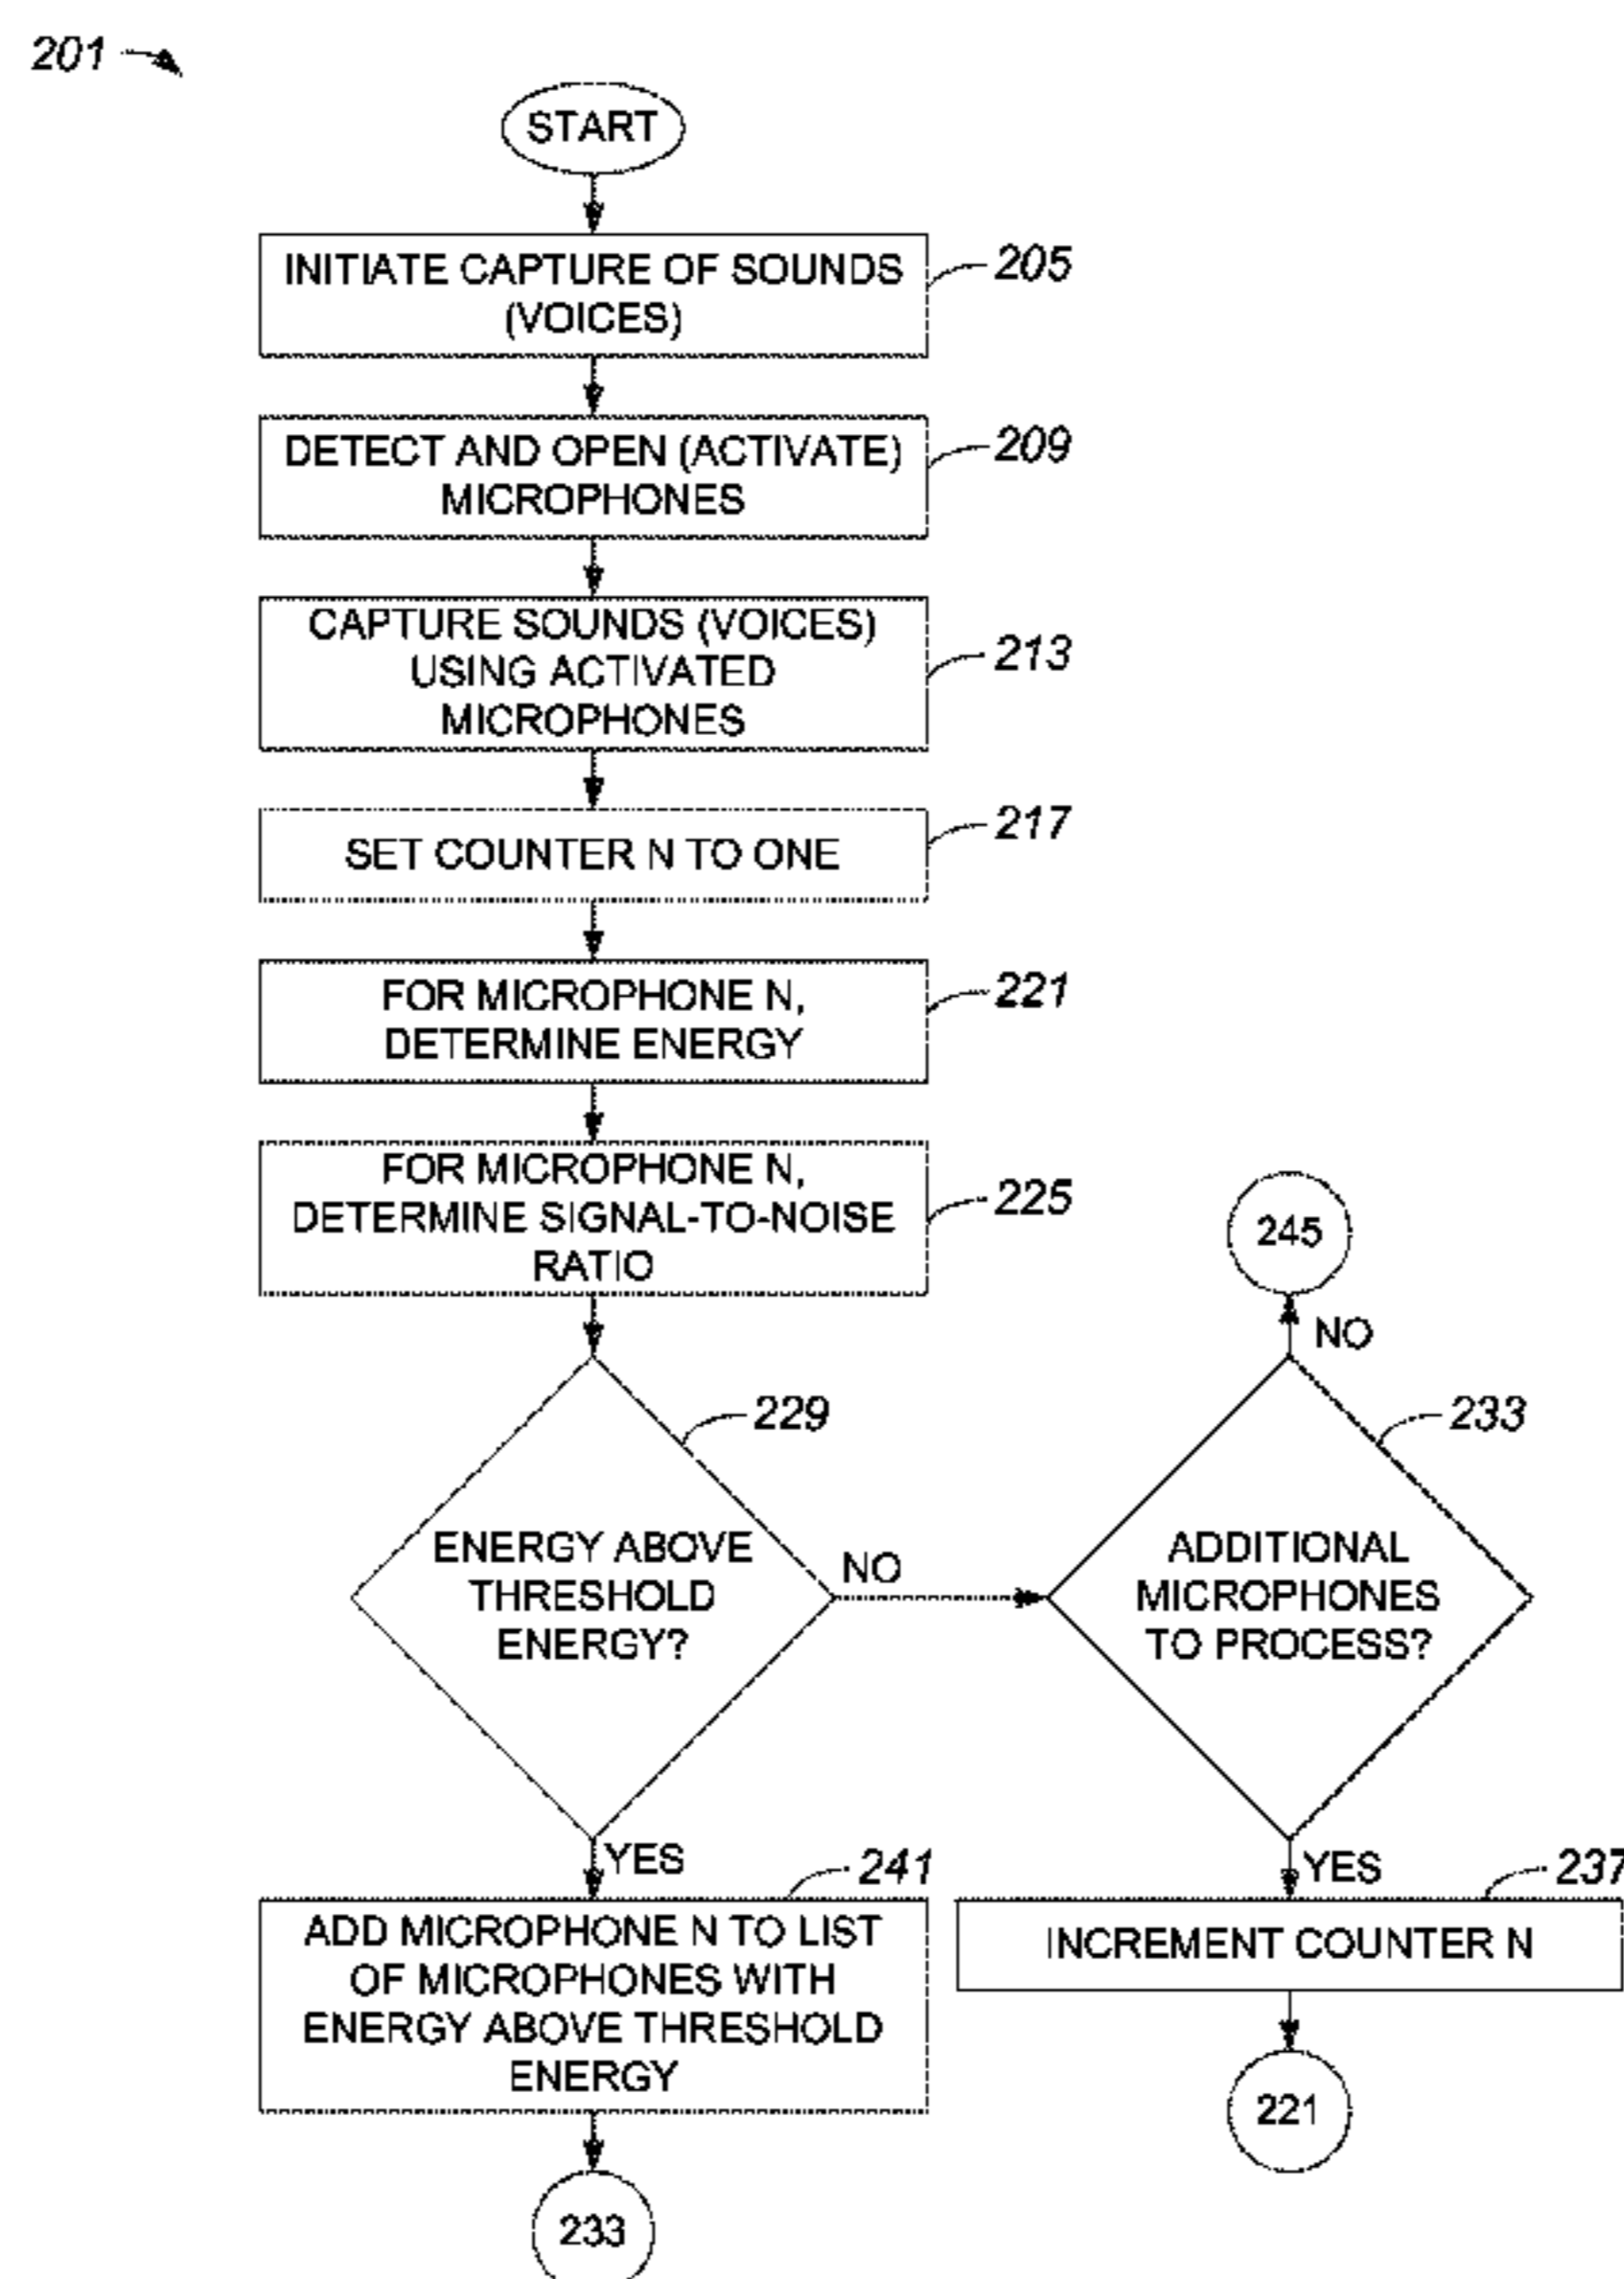 201
START
INITIATE CAPTURE OF SOUNDS
(VOICES)
205
DETECT AND OPEN (ACTIVATE)
MICROPHONES
209
CAPTURE SOUNDS (VOICES)
USING ACTIVATED
MICROPHONES
213
SET COUNTER N TO ONE
217
FOR MICROPHONE N,
DETERMINE ENERGY
221
FOR MICROPHONE N,
DETERMINE SIGNAL-TO-NOISE
RATIO
225
ENERGY ABOVE
THRESHOLD
ENERGY?
229
NO
ADDITIONAL
MICROPHONES
TO PROCESS?
233
NO
245
YES
ADD MICROPHONE N TO LIST
OF MICROPHONES WITH
ENERGY ABOVE THRESHOLD
ENERGY
241
233
YES
INCREMENT COUNTER N
237
221